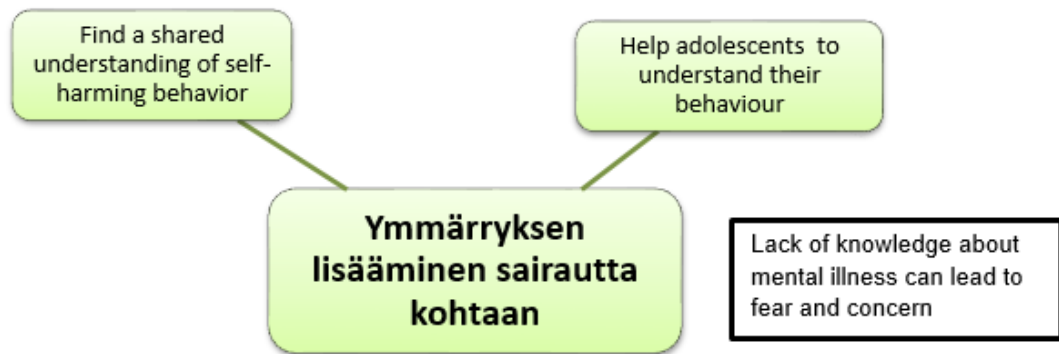 Find a shared
understanding of self-
harming behavior
Help adolescents to
understand their
behaviour
Ymmärryksen
lisääminen sairautta
kohtaan
Lack of knowledge about
mental illness can lead to
fear and concern